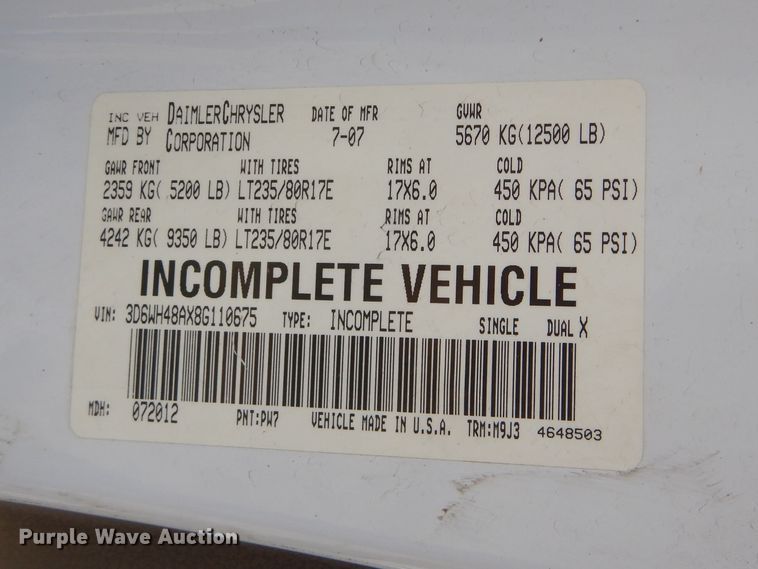 INC VEH DAIMLERCHRYSLER DATE OF MFR GVWR
MFD BY CORPORATION 7-07 5670 KG(12500 LB)
GAWR FRONT WITH TIRES RIMS AT COLD
2359 KG( 5200 LB) LT235/80R17E 17X6.0 450 KPA( 65 PSI)
GAWR REAR WITH TIRES RIMS AT COLD
4242 KG( 9350 LB) LT235/80R17E 17X6.0 450 KPA( 65 PSI)
INCOMPLETE VEHICLE
VIN: 3D6WH48AX8G110675 TYPE: INCOMPLETE SINGLE DUAL X
MDH: 072012 PNT:PW7 VEHICLE MADE IN U.S.A. TRM:M9J3 4648503
Purple Wave Auction